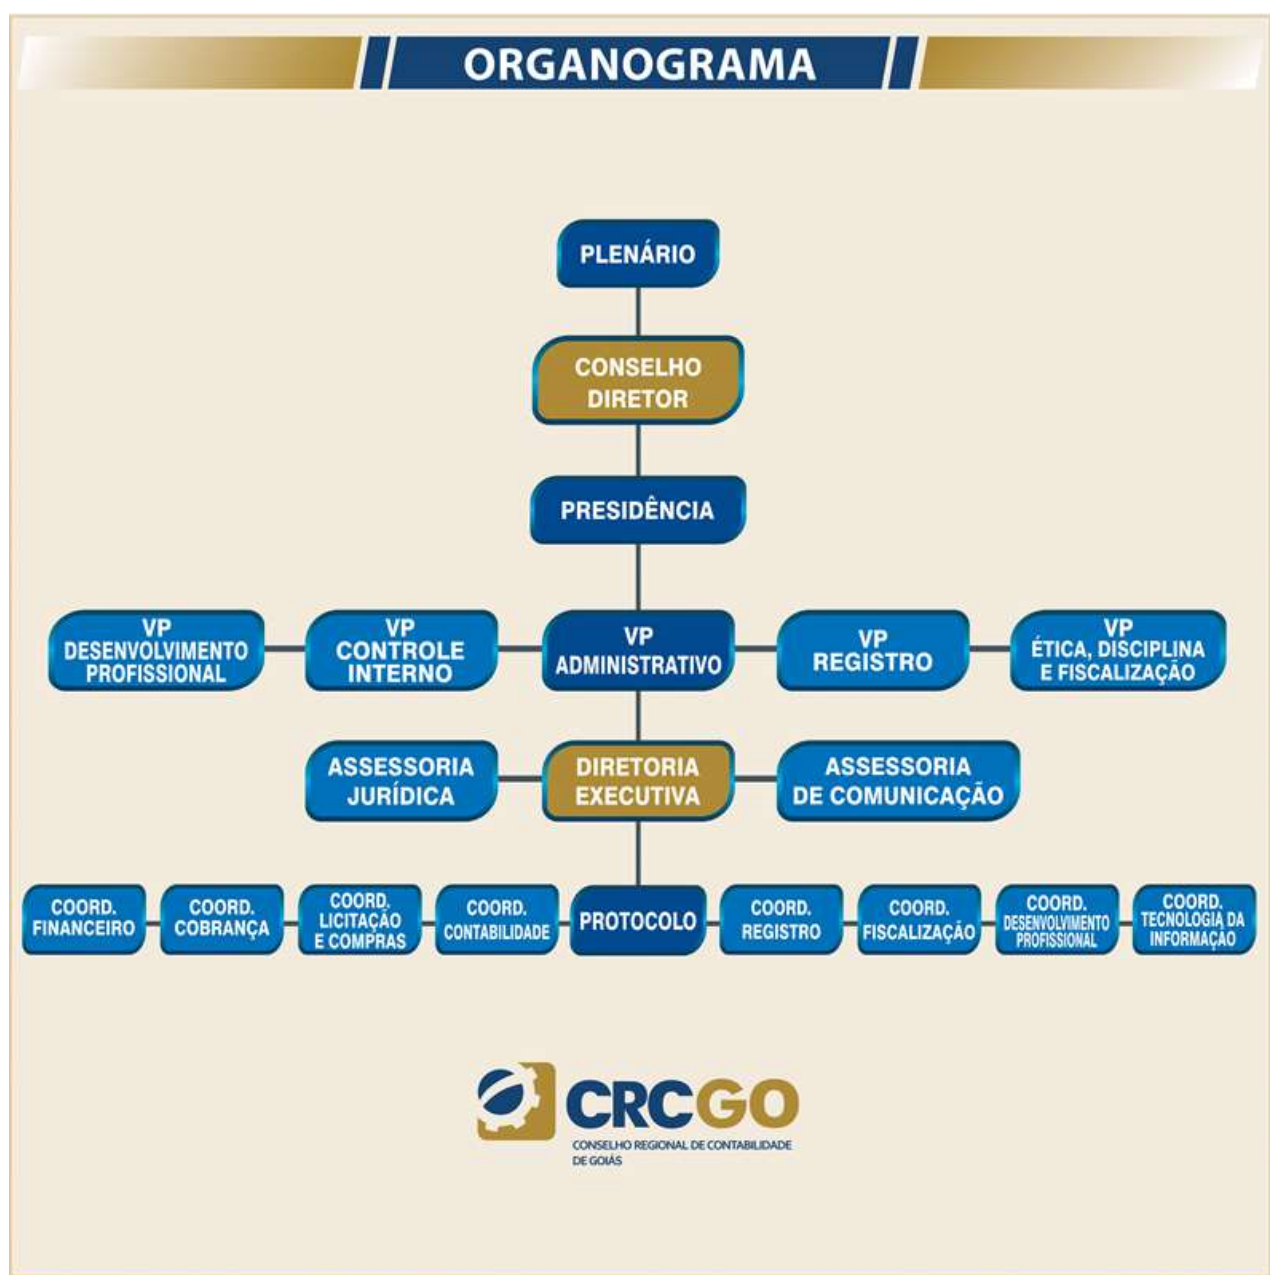 ORGANOGRAMA
PLENÁRIO
CONSELHO
DIRETOR
PRESIDÊNCIA
VP
DESENVOLVIMENTO
PROFISSIONAL
VP
CONTROLE
INTERNO
VP
ADMINISTRATIVO
VP
REGISTRO
VP
ÉTICA, DISCIPLINA
E FISCALIZAÇÃO
ASSESSORIA
JURÍDICA
DIRETORIA
EXECUTIVA
ASSESSORIA
DE COMUNICAÇÃO
COORD.
FINANCEIRO
COORD.
COBRANÇA
COORD.
LICITAÇÃO
E COMPRAS
COORD.
CONTABILIDADE
PROTOCOLO
COORD.
REGISTRO
COORD.
FISCALIZAÇÃO
COORD.
DESENVOLVIMENTO
PROFISSIONAL
COORD.
TECNOLOGIA DA
INFORMAÇÃO
CRCGO
CONSELHO REGIONAL DE CONTABILIDADE
DE GOIÁS